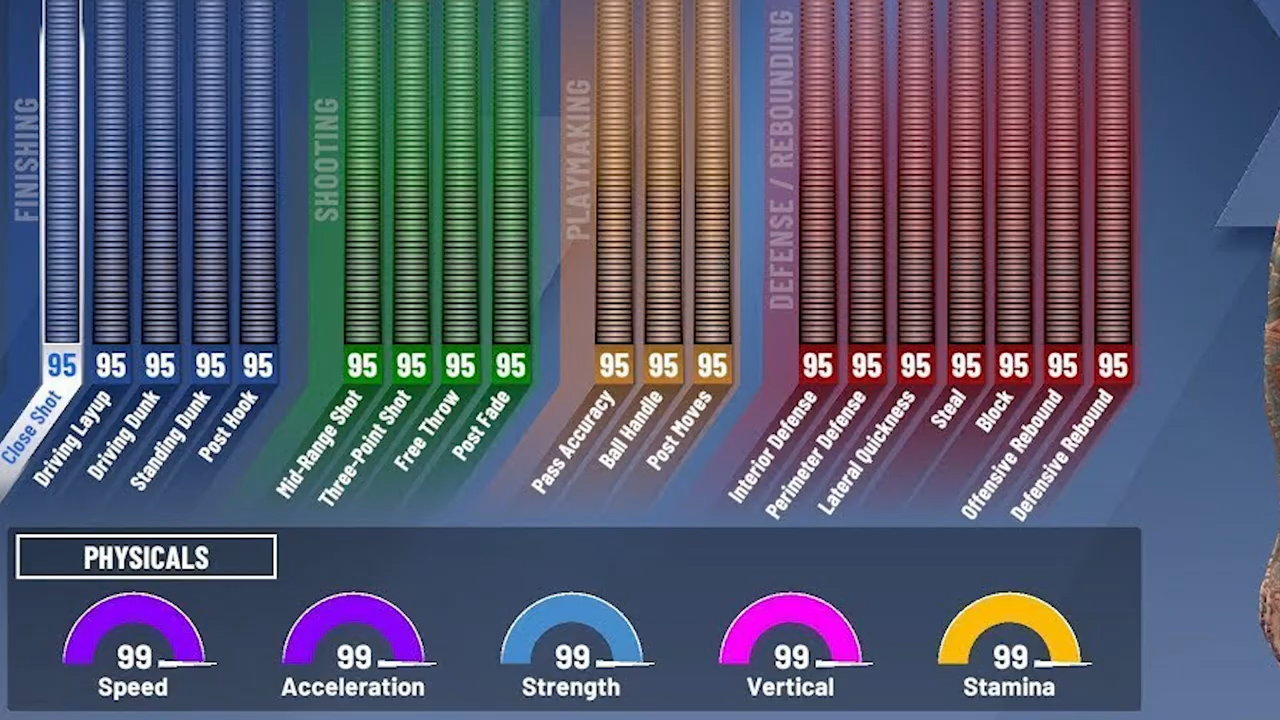 FINISHING
95 95 95 95 95
Close Shot
Driving Layup
Driving Dunk
Standing Dunk
Post Hook
SHOOTING
95 95 95 95
Mid-Range Shot
Three-Point Shot
Free Throw
Post Fade
PLAYMAKING
95 95 95
Pass Accuracy
Ball Handle
Post Moves
DEFENSE / REBOUNDING
95 95 95 95 95 95 95
Interior Defense
Perimeter Defense
Lateral Quickness
Steal
Block
Offensive Rebound
Defensive Rebound
PHYSICALS
99 99 99 99 99
Speed Acceleration Strength Vertical Stamina